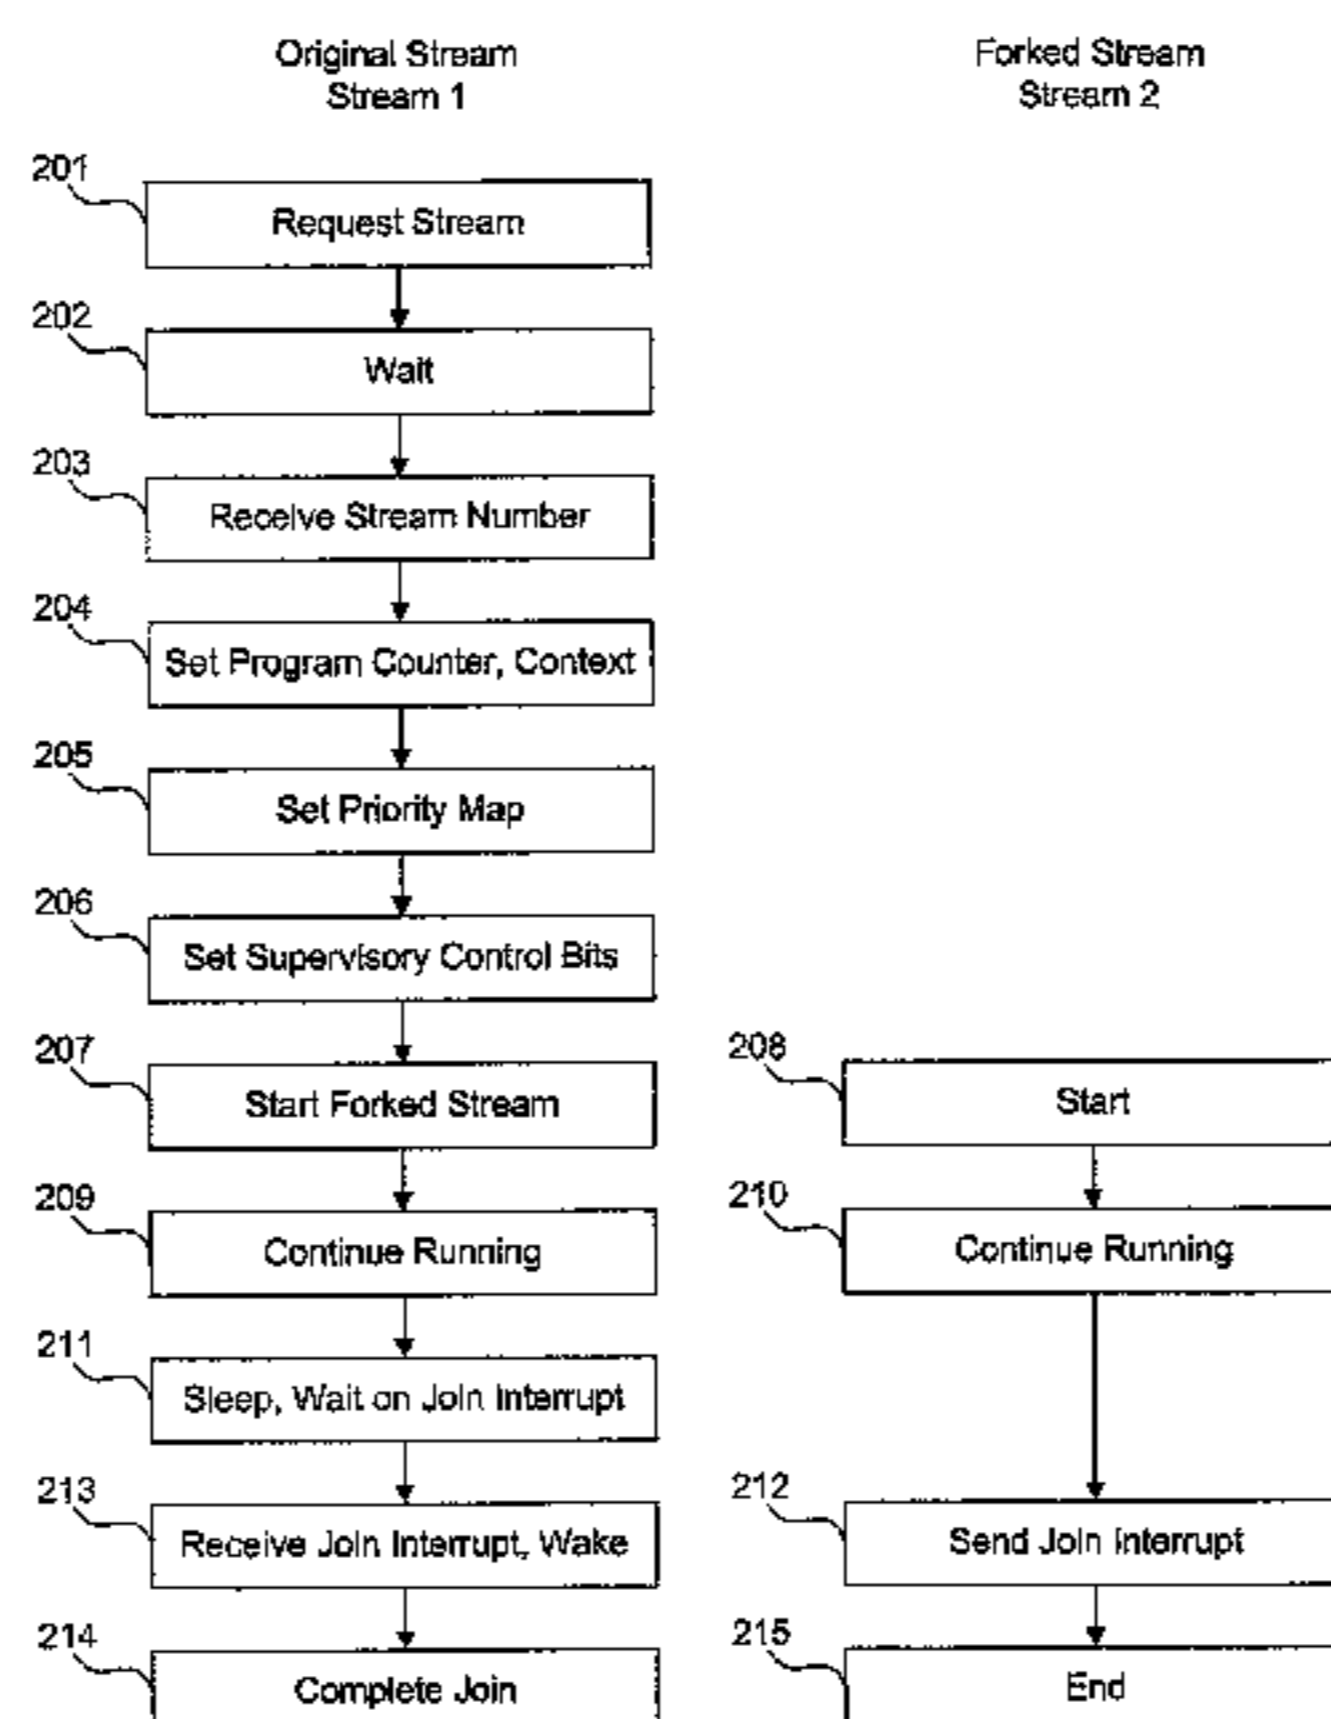 Original Stream
Stream 1
Forked Stream
Stream 2
201
Request Stream
202
Wait
203
Receive Stream Number
204
Set Program Counter, Context
205
Set Priority Map
206
Set Supervisory Control Bits
207
Start Forked Stream
208
Start
209
Continue Running
210
Continue Running
211
Sleep, Wait on Join Interrupt
212
Send Join Interrupt
213
Receive Join Interrupt, Wake
214
Complete Join
215
End